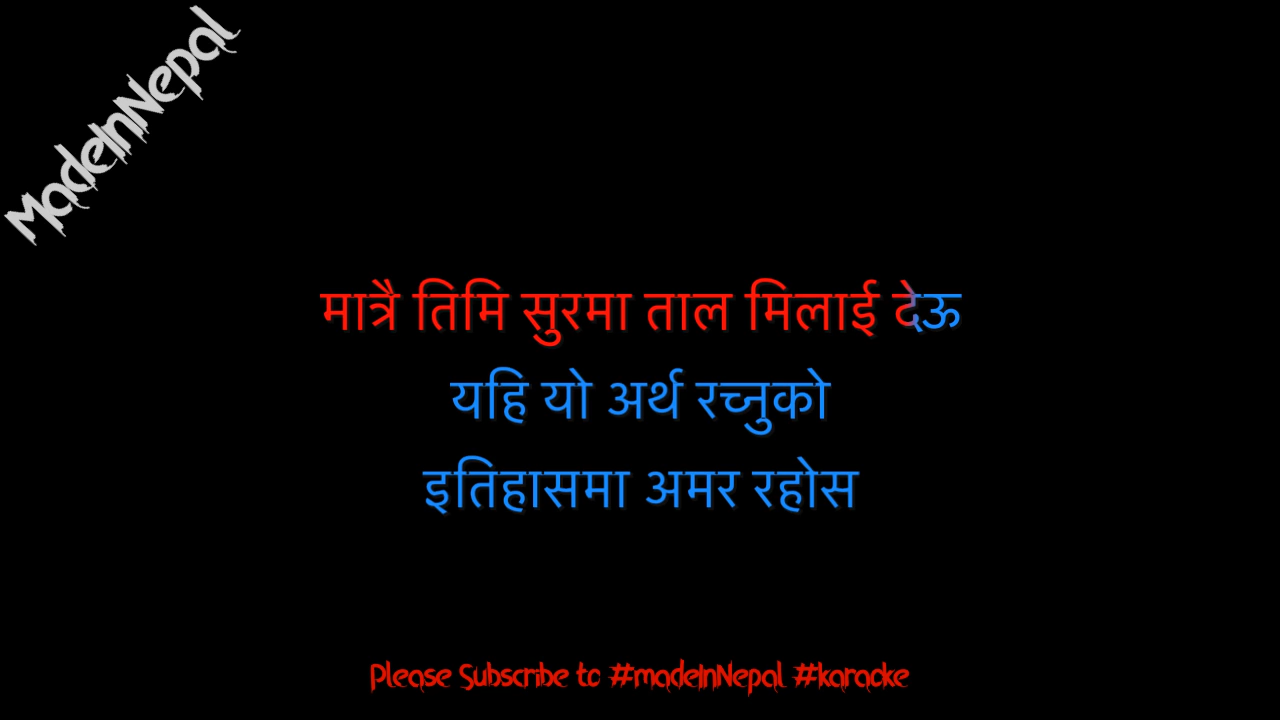 MadeInNepal
मात्रै तिमि सुरमा ताल मिलाई देऊ
यहि यो अर्थ रच्नुको
इतिहासमा अमर रहोस
Please Subscribe to #madeInNepal #karaoke